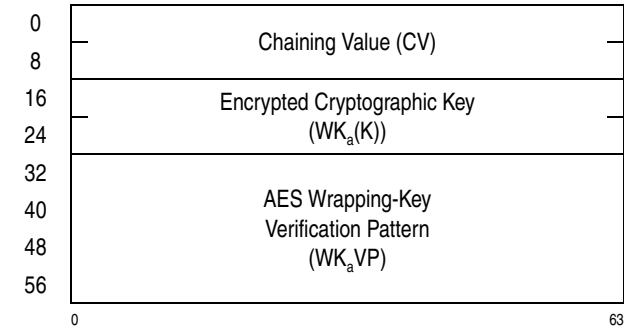 0
Chaining Value (CV)
8
16
Encrypted Cryptographic Key
24
(WKa(K))
32
AES Wrapping-Key
40
Verification Pattern
48
(WKaVP)
56
0 63